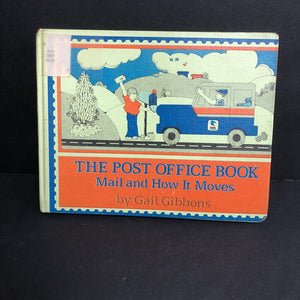 THE POST OFFICE BOOK
Mail and How It Moves
by Gail Gibbons